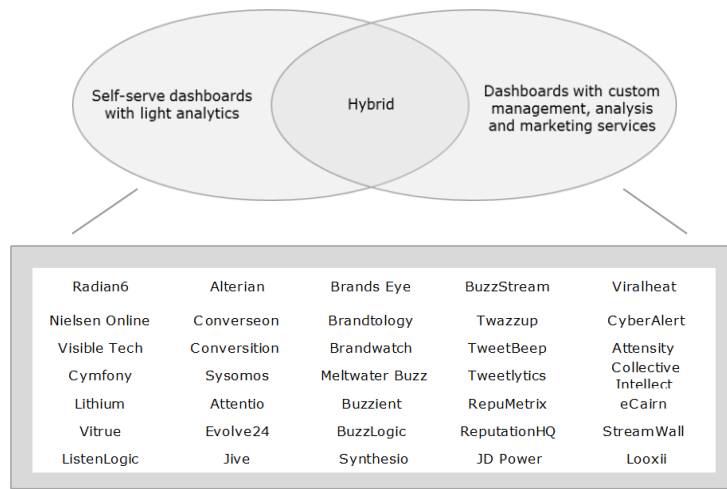 Self-serve dashboards
with light analytics
Hybrid
Dashboards with custom
management, analysis
and marketing services
Radian6 Alterian Brands Eye BuzzStream Viralheat
Nielsen Online Converseon Brandtology Twazzup CyberAlert
Visible Tech Conversition Brandwatch TweetBeep Attensity
Cymfony Sysomos Meltwater Buzz Tweetlytics Collective
Intellect
Lithium Attentio Buzzient RepuMetrix eCairn
Vitrue Evolve24 BuzzLogic ReputationHQ StreamWall
ListenLogic Jive Synthesio JD Power Looxii